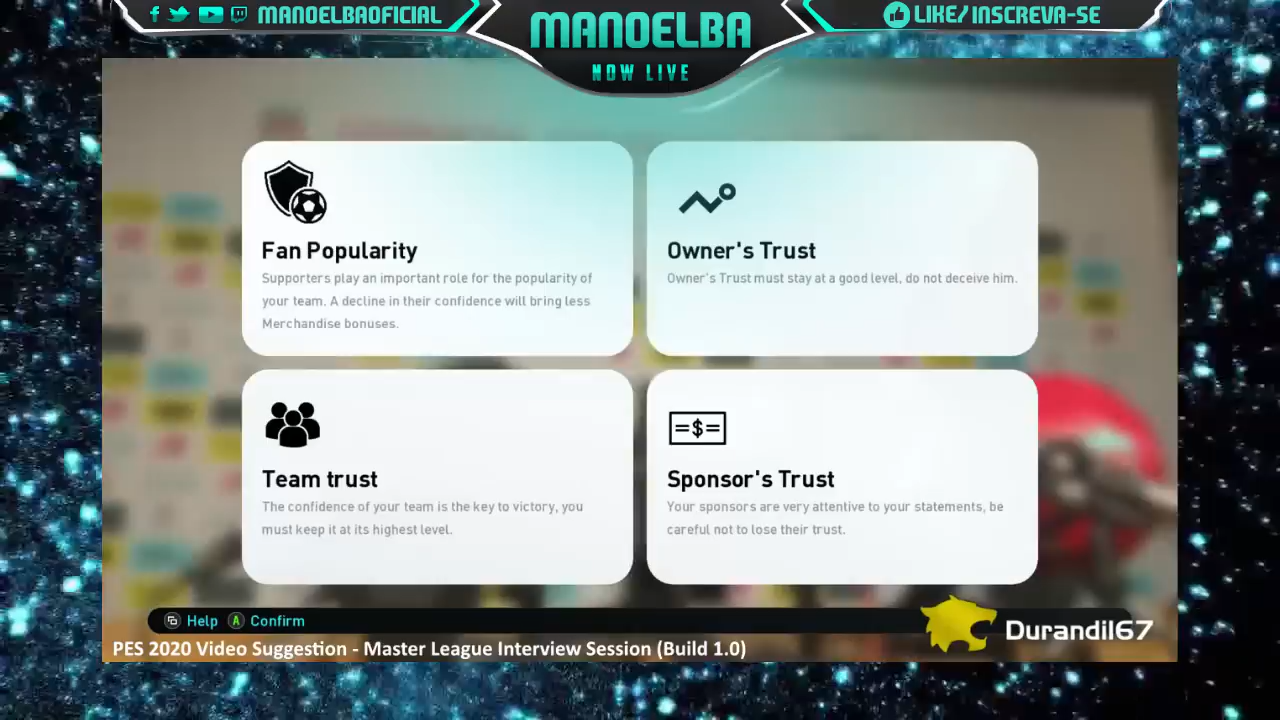 MANOELBAOFICIAL
MANOELBA
NOW LIVE
LIKE/INSCREVA-SE
Fan Popularity
Supporters play an important role for the popularity of
your team. A decline in their confidence will bring less
Merchandise bonuses.
Owner's Trust
Owner's Trust must stay at a good level, do not deceive him.
Team trust
The confidence of your team is the key to victory, you
must keep it at its highest level.
=$=
Sponsor's Trust
Your sponsors are very attentive to your statements, be
careful not to lose their trust.
Help A Confirm
Durandil67
PES 2020 Video Suggestion - Master League Interview Session (Build 1.0)